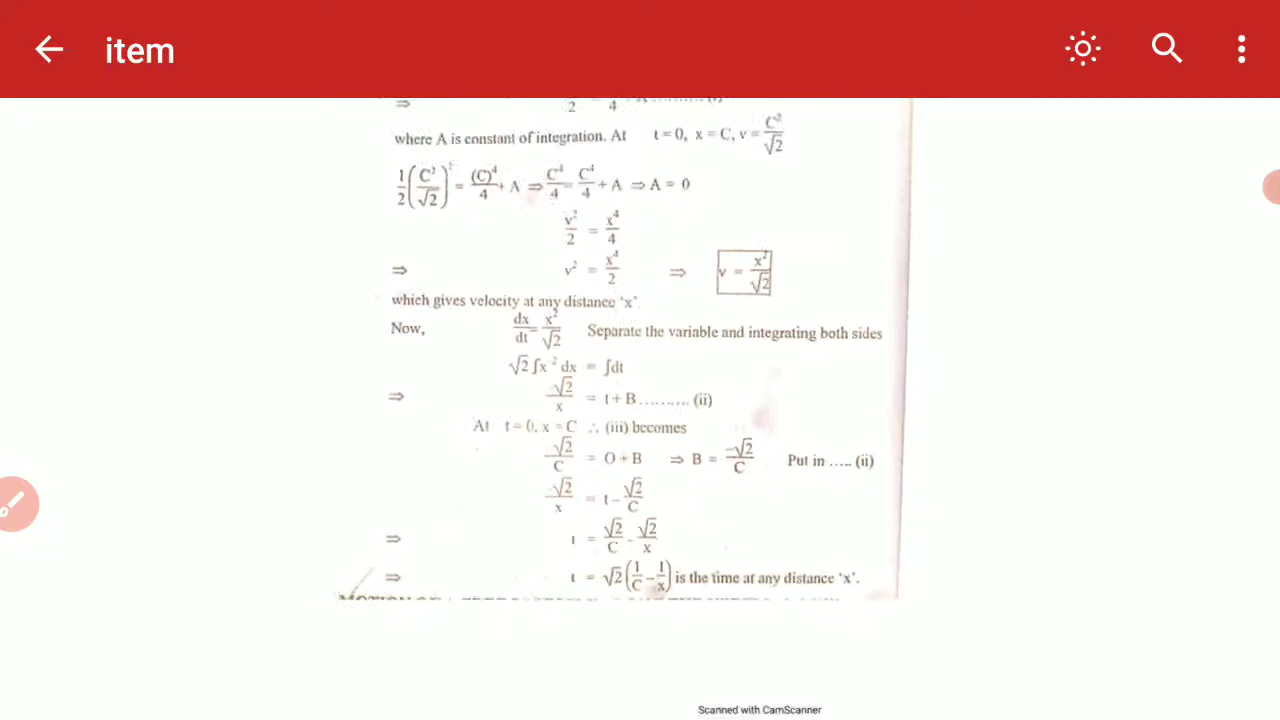 item
⇒ 2 4
where A is constant of integration. At t = 0, x = C, v = C²/√2
1/2 (C²/√2)² = (C)⁴/4 + A ⇒ C⁴/4 = C⁴/4 + A ⇒ A = 0
v²/2 = x⁴/4
⇒ v² = x⁴/2 ⇒ v = x²/√2
which gives velocity at any distance 'x'.
Now, dx/dt = x²/√2 Separate the variable and integrating both sides
√2 ∫x⁻² dx = ∫dt
⇒ -√2/x = t + B.......... (ii)
At t = 0, x = C ∴ (iii) becomes
-√2/C = O + B ⇒ B = -√2/C Put in ..... (ii)
-√2/x = t - √2/C
⇒ t = √2/C - √2/x
⇒ t = √2 (1/C - 1/x) is the time at any distance 'x'.
Scanned with CamScanner